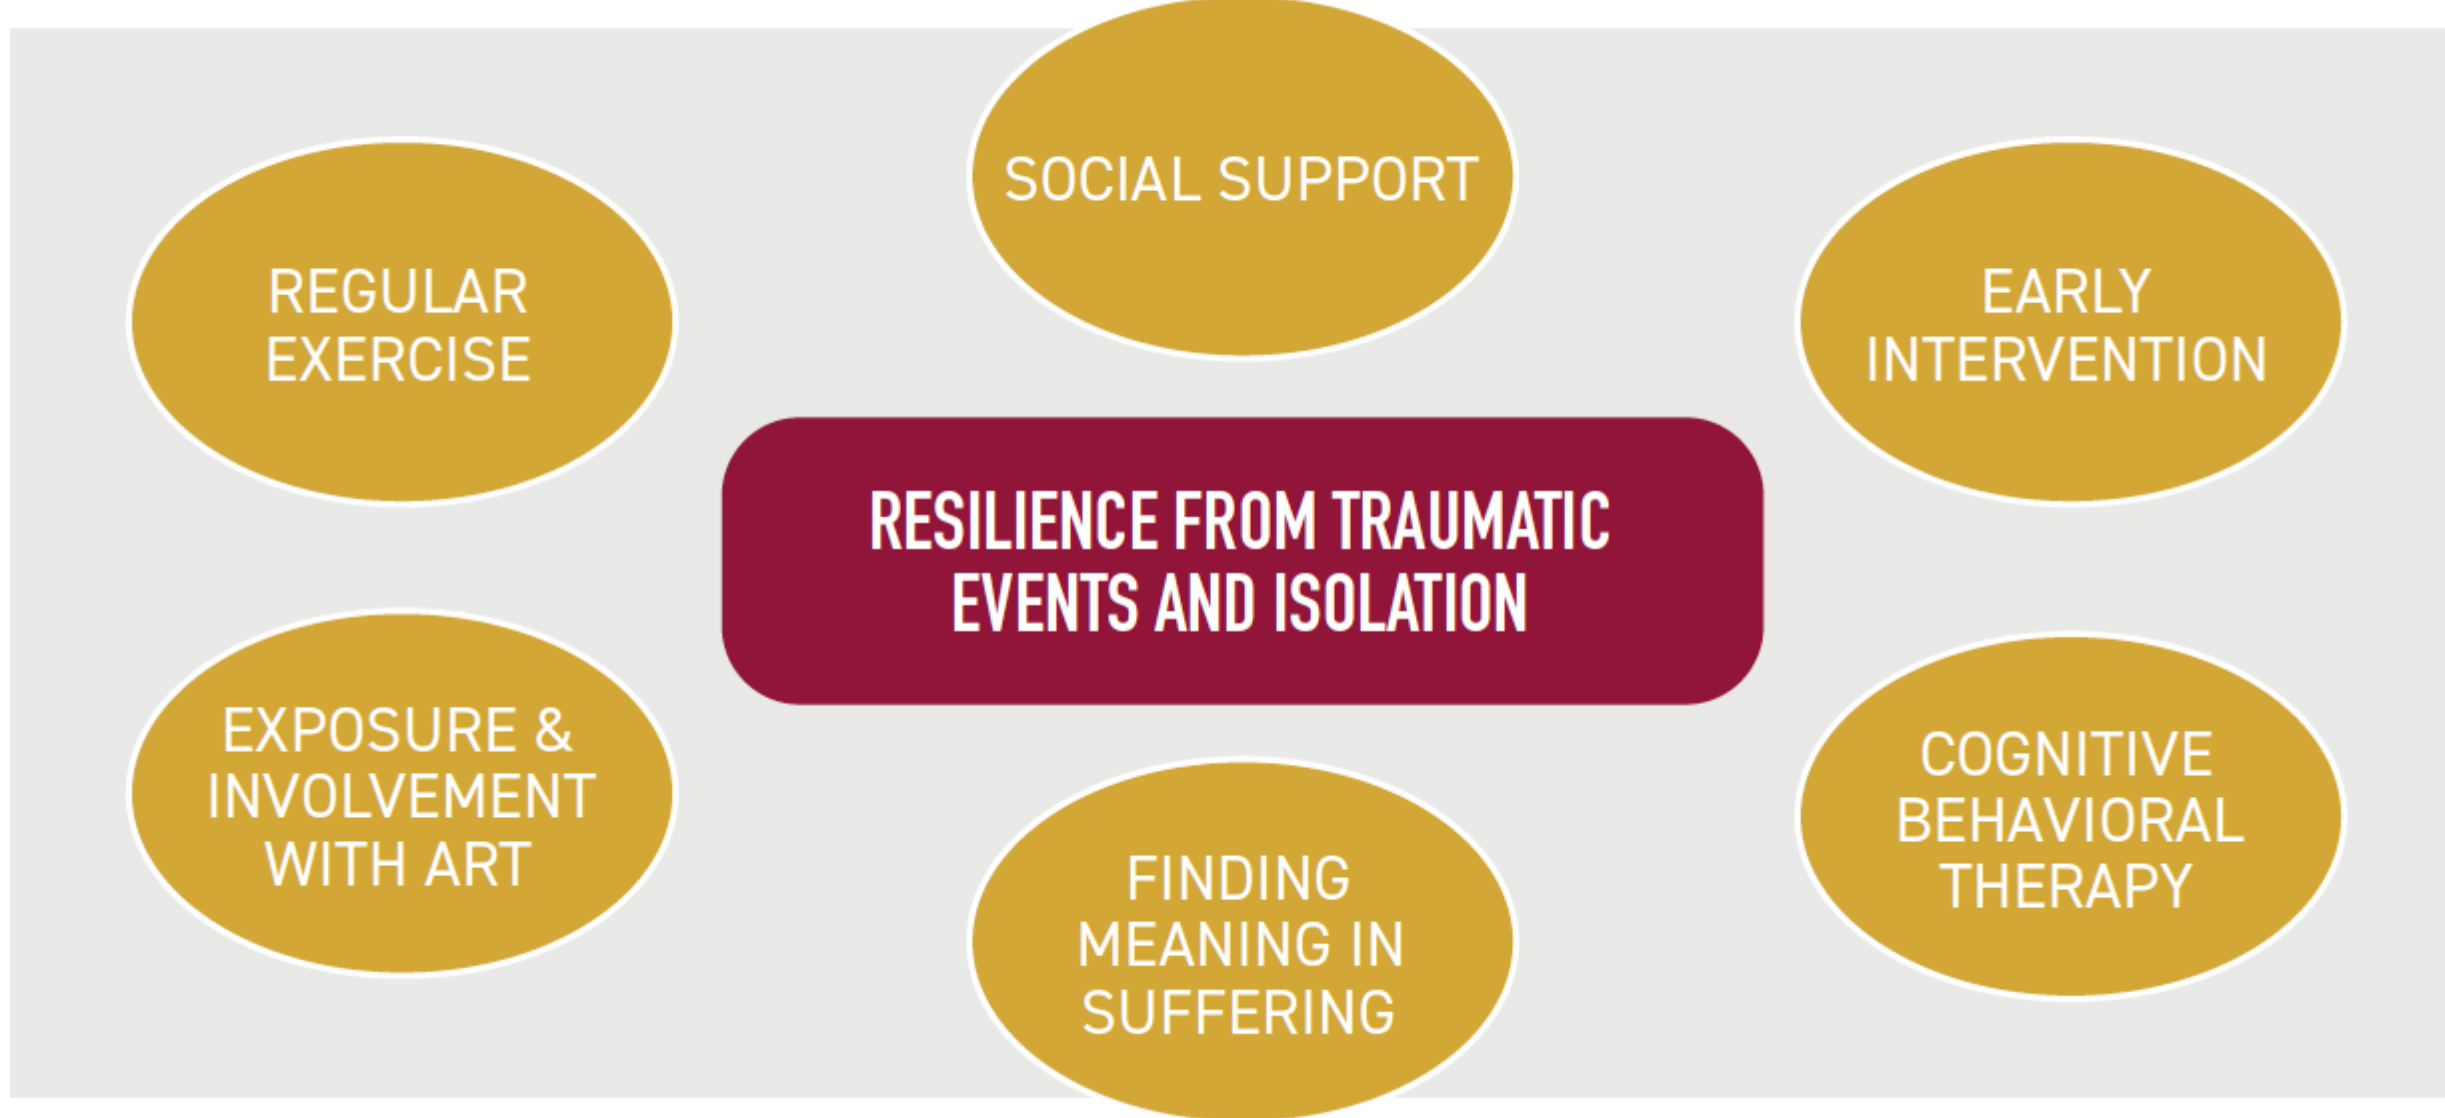 SOCIAL SUPPORT
REGULAR
EXERCISE
EARLY
INTERVENTION
RESILIENCE FROM TRAUMATIC
EVENTS AND ISOLATION
EXPOSURE &
INVOLVEMENT
WITH ART
COGNITIVE
BEHAVIORAL
THERAPY
FINDING
MEANING IN
SUFFERING